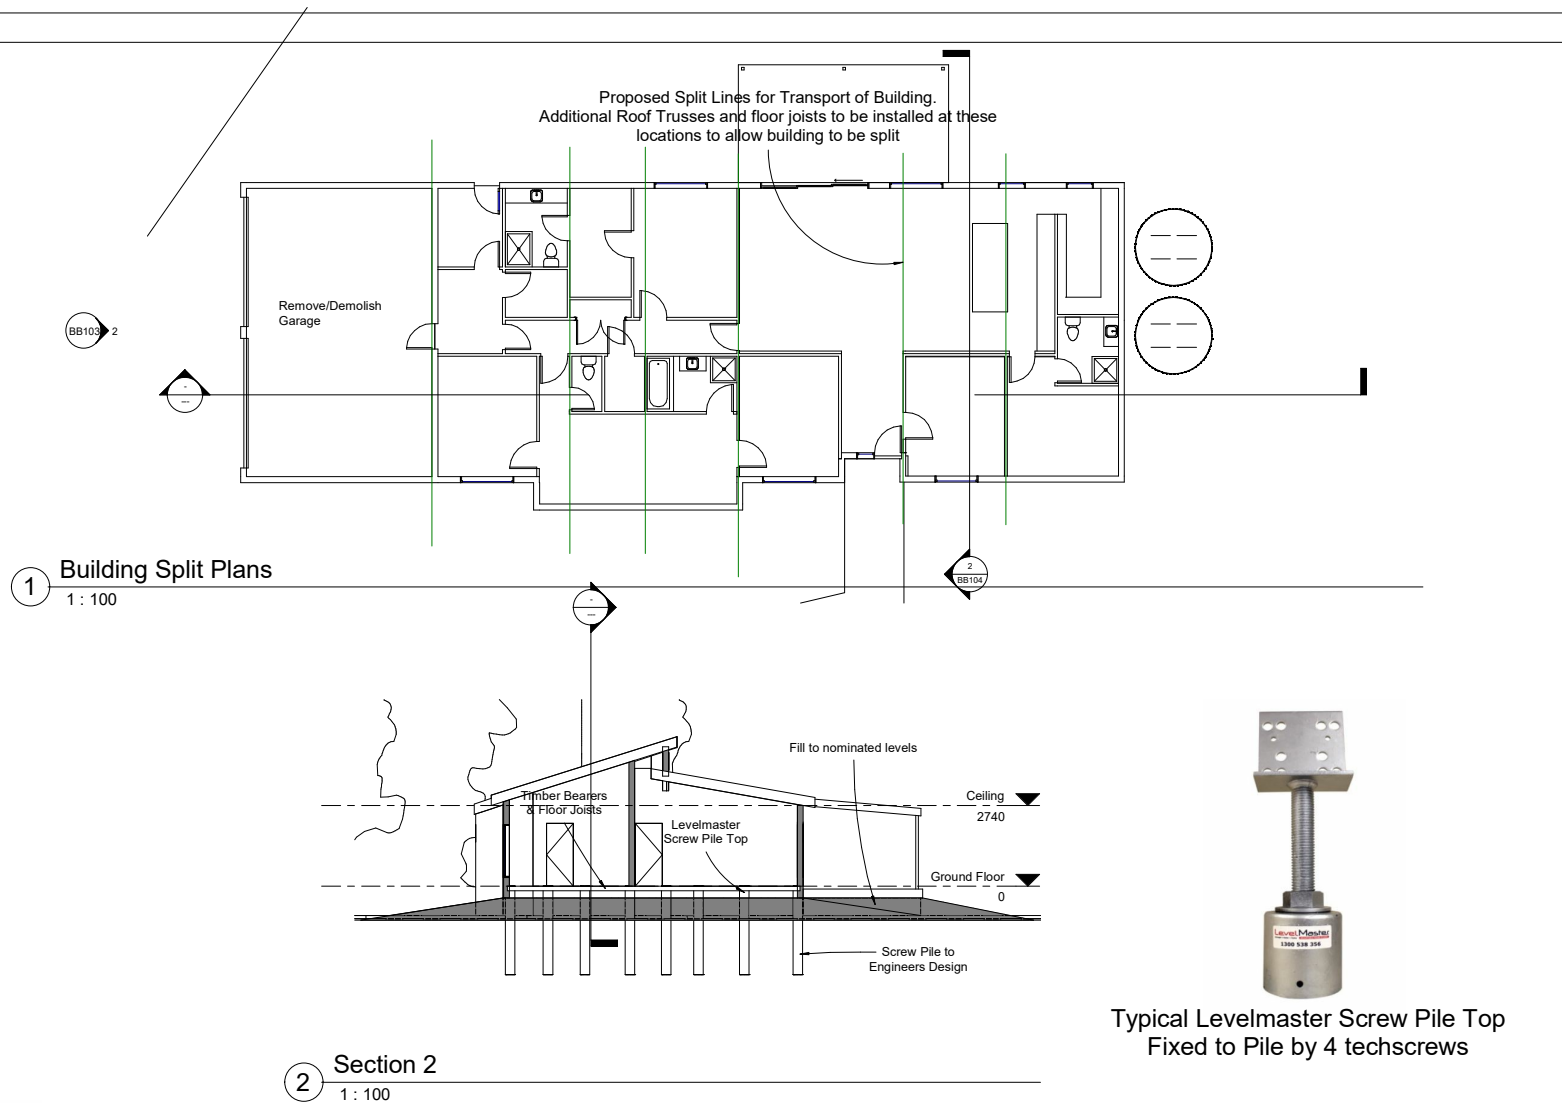 Proposed Split Lines for Transport of Building.
Additional Roof Trusses and floor joists to be installed at these
locations to allow building to be split
Remove/Demolish
Garage
BB103 2
1 Building Split Plans
1 : 100
2
BB104
Fill to nominated levels
Timber Bearers
& Floor Joists
Levelmaster
Screw Pile Top
Ceiling
2740
Ground Floor
0
Screw Pile to
Engineers Design
LevelMaster
1300 538 356
Typical Levelmaster Screw Pile Top
Fixed to Pile by 4 techscrews
2 Section 2
1 : 100